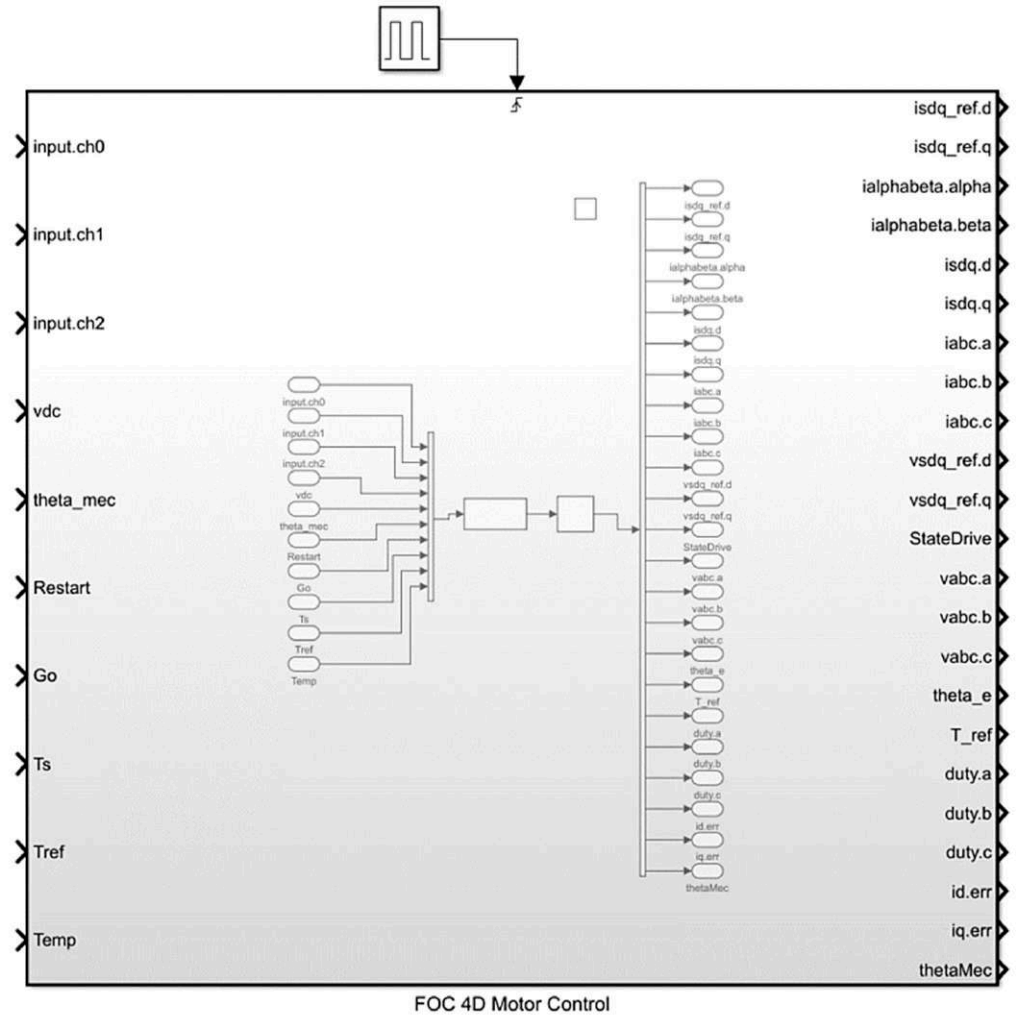 input.ch0
input.ch1
input.ch2
vdc
theta_mec
Restart
Go
Ts
Tref
Temp
input.ch0
input.ch1
input.ch2
vdc
theta_mec
Restart
Go
Ts
Tref
Temp
isdq_ref.d
isdq_ref.q
ialphabeta.alpha
ialphabeta.beta
isdq.d
isdq.q
iabc.a
iabc.b
iabc.c
vsdq_ref.d
vsdq_ref.q
StateDrive
vabc.a
vabc.b
vabc.c
theta_e
T_ref
duty.a
duty.b
duty.c
id.err
iq.err
thetaMec
isdq_ref.d
isdq_ref.q
ialphabeta.alpha
ialphabeta.beta
isdq.d
isdq.q
iabc.a
iabc.b
iabc.c
vsdq_ref.d
vsdq_ref.q
StateDrive
vabc.a
vabc.b
vabc.c
theta_e
T_ref
duty.a
duty.b
duty.c
id.err
iq.err
thetaMec
FOC 4D Motor Control